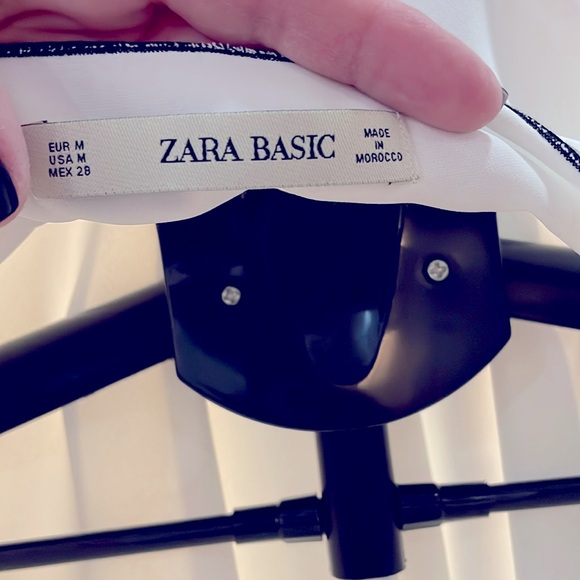 EUR M
USA M
MEX 28
ZARA BASIC
MADE
IN
MOROCCO